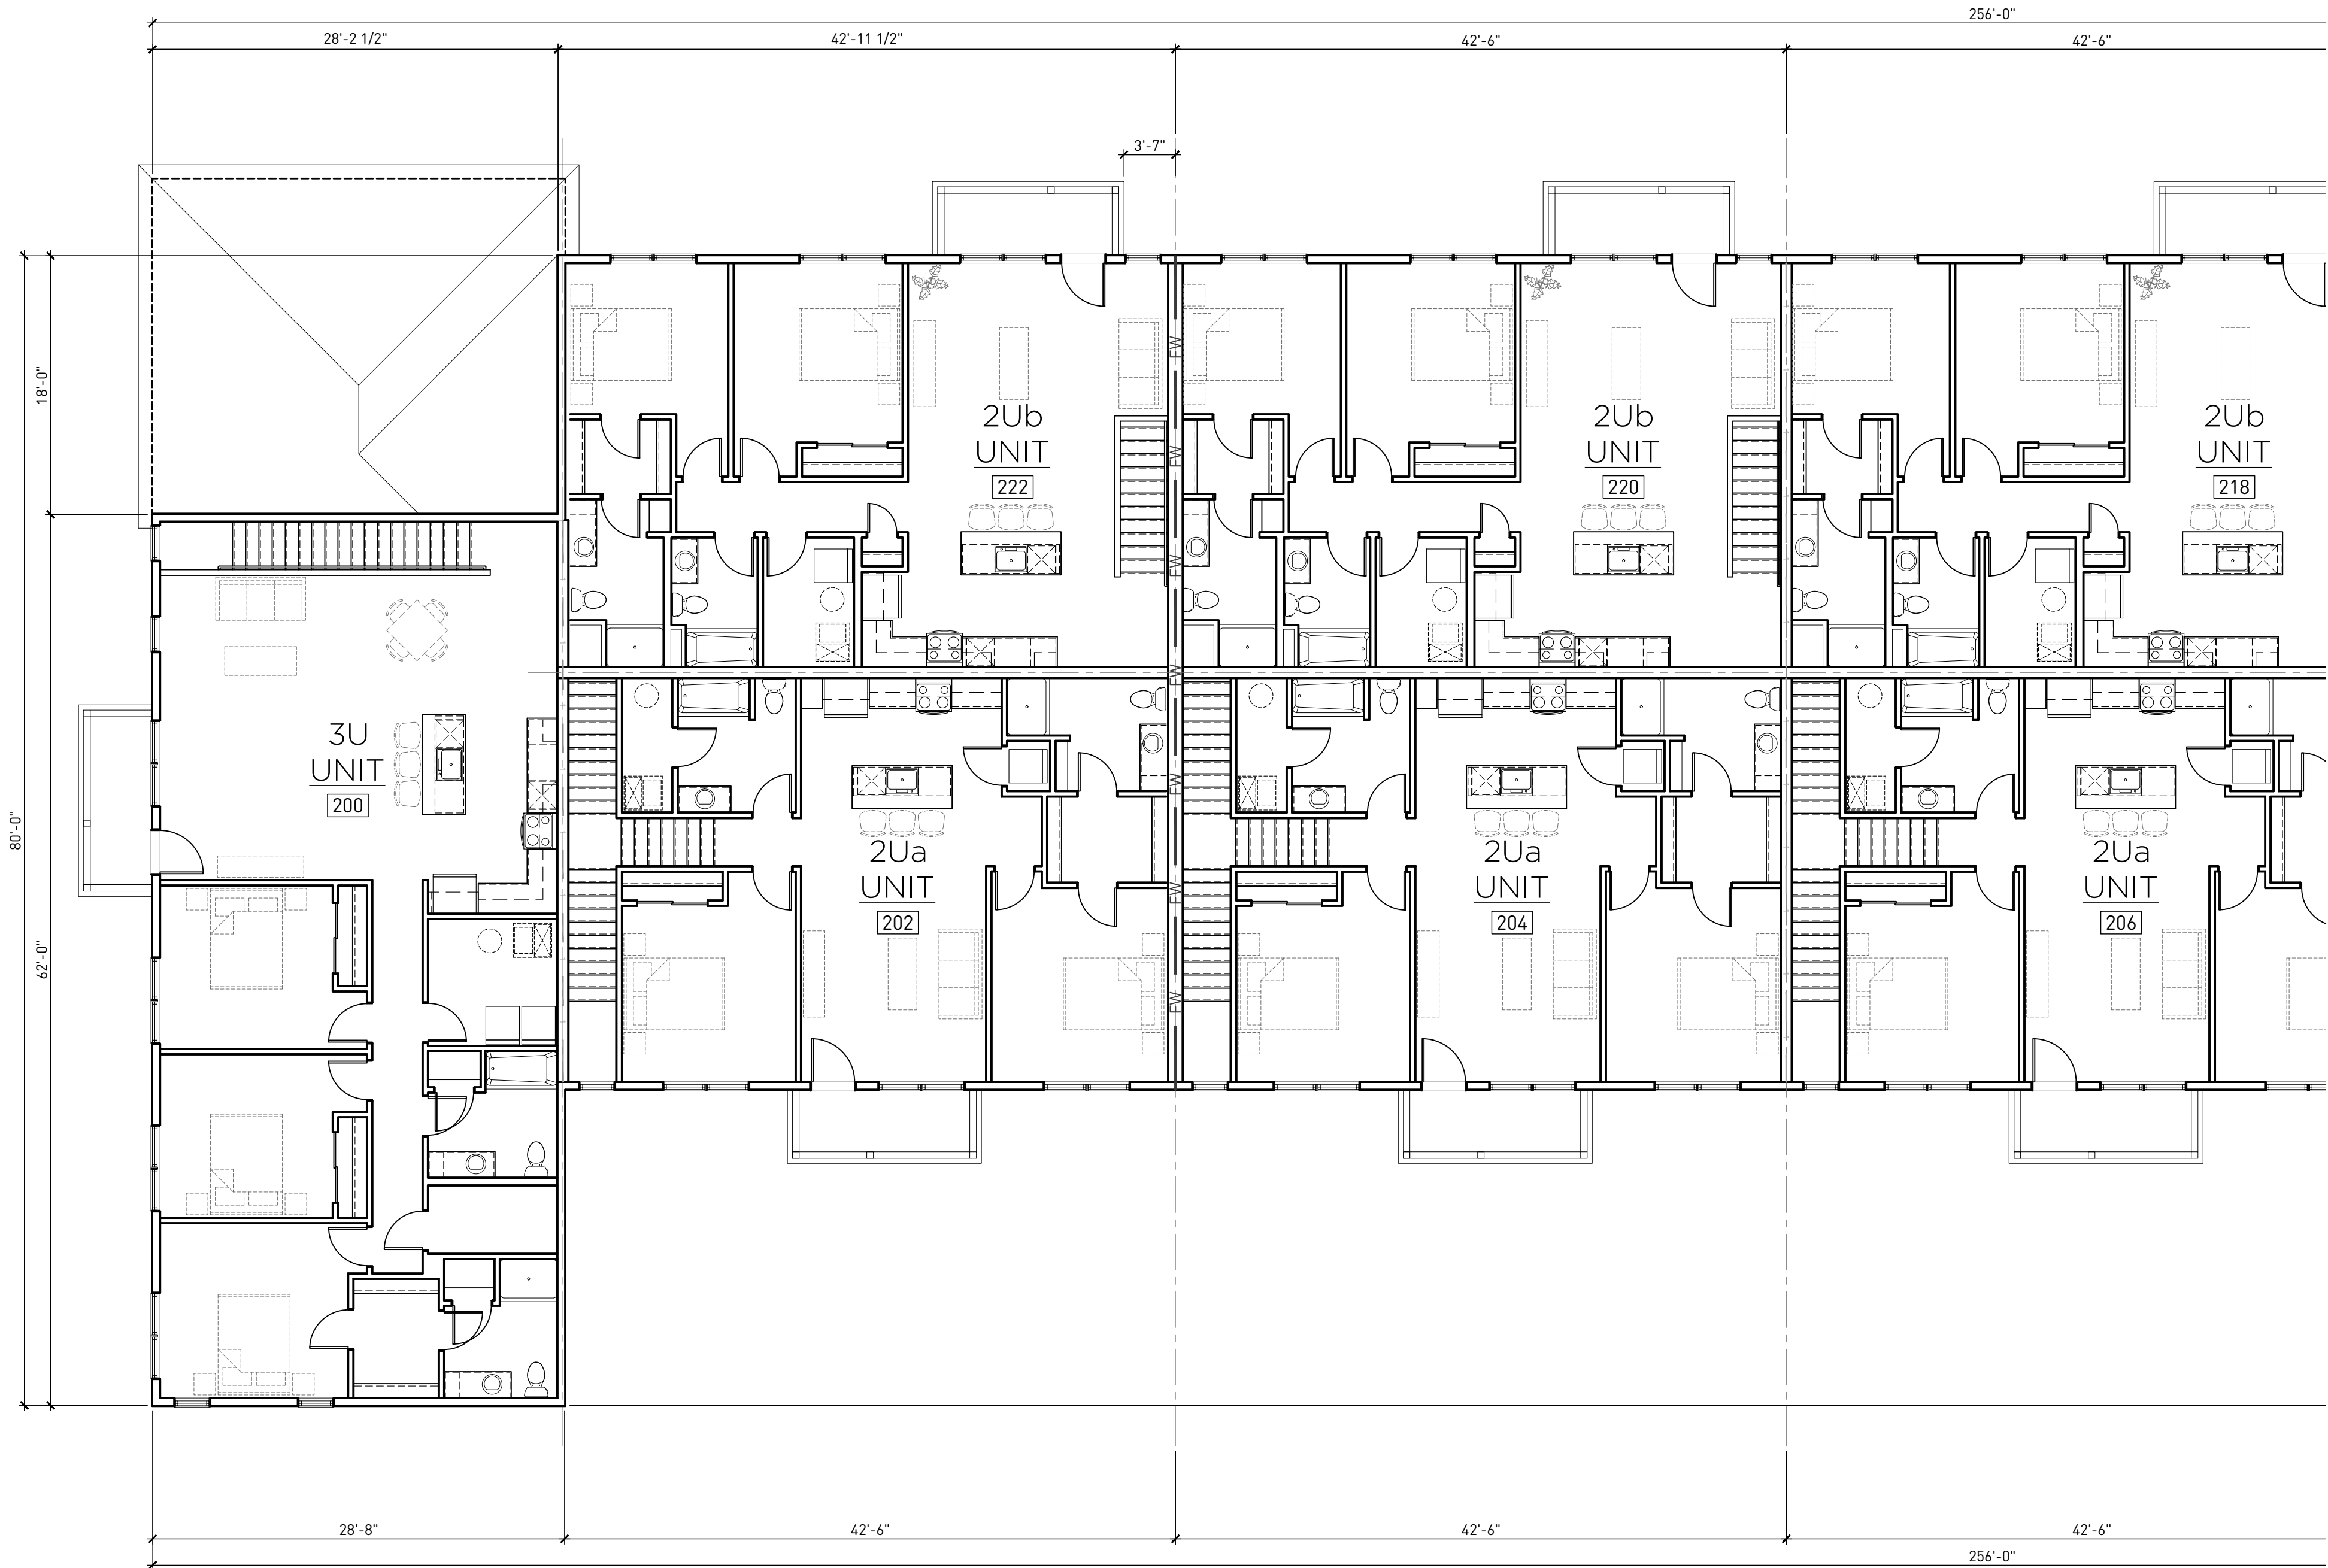 256'-0"
28'-2 1/2"
42'-11 1/2"
42'-6"
42'-6"
3'-7"
18'-0"
80'-0"
62'-0"
2Ub
UNIT
222
2Ub
UNIT
220
2Ub
UNIT
218
FW
FW
FW
FW
FW
FW
FW
3U
UNIT
200
2Ua
UNIT
202
2Ua
UNIT
204
2Ua
UNIT
206
28'-8"
42'-6"
42'-6"
42'-6"
256'-0"